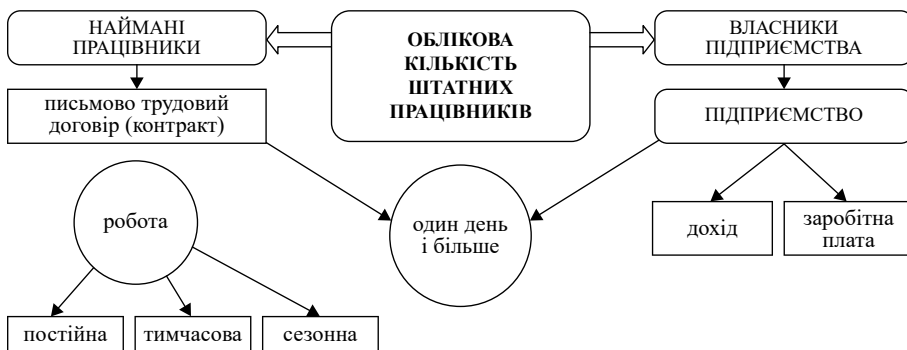 НАЙМАНІ
ПРАЦІВНИКИ
ОБЛІКОВА
КІЛЬКІСТЬ
ШТАТНИХ
ПРАЦІВНИКІВ
ВЛАСНИКИ
ПІДПРИЄМСТВА
письмово трудовий
договір (контракт)
ПІДПРИЄМСТВО
робота
один день
і більше
дохід
заробітна
плата
постійна
тимчасова
сезонна